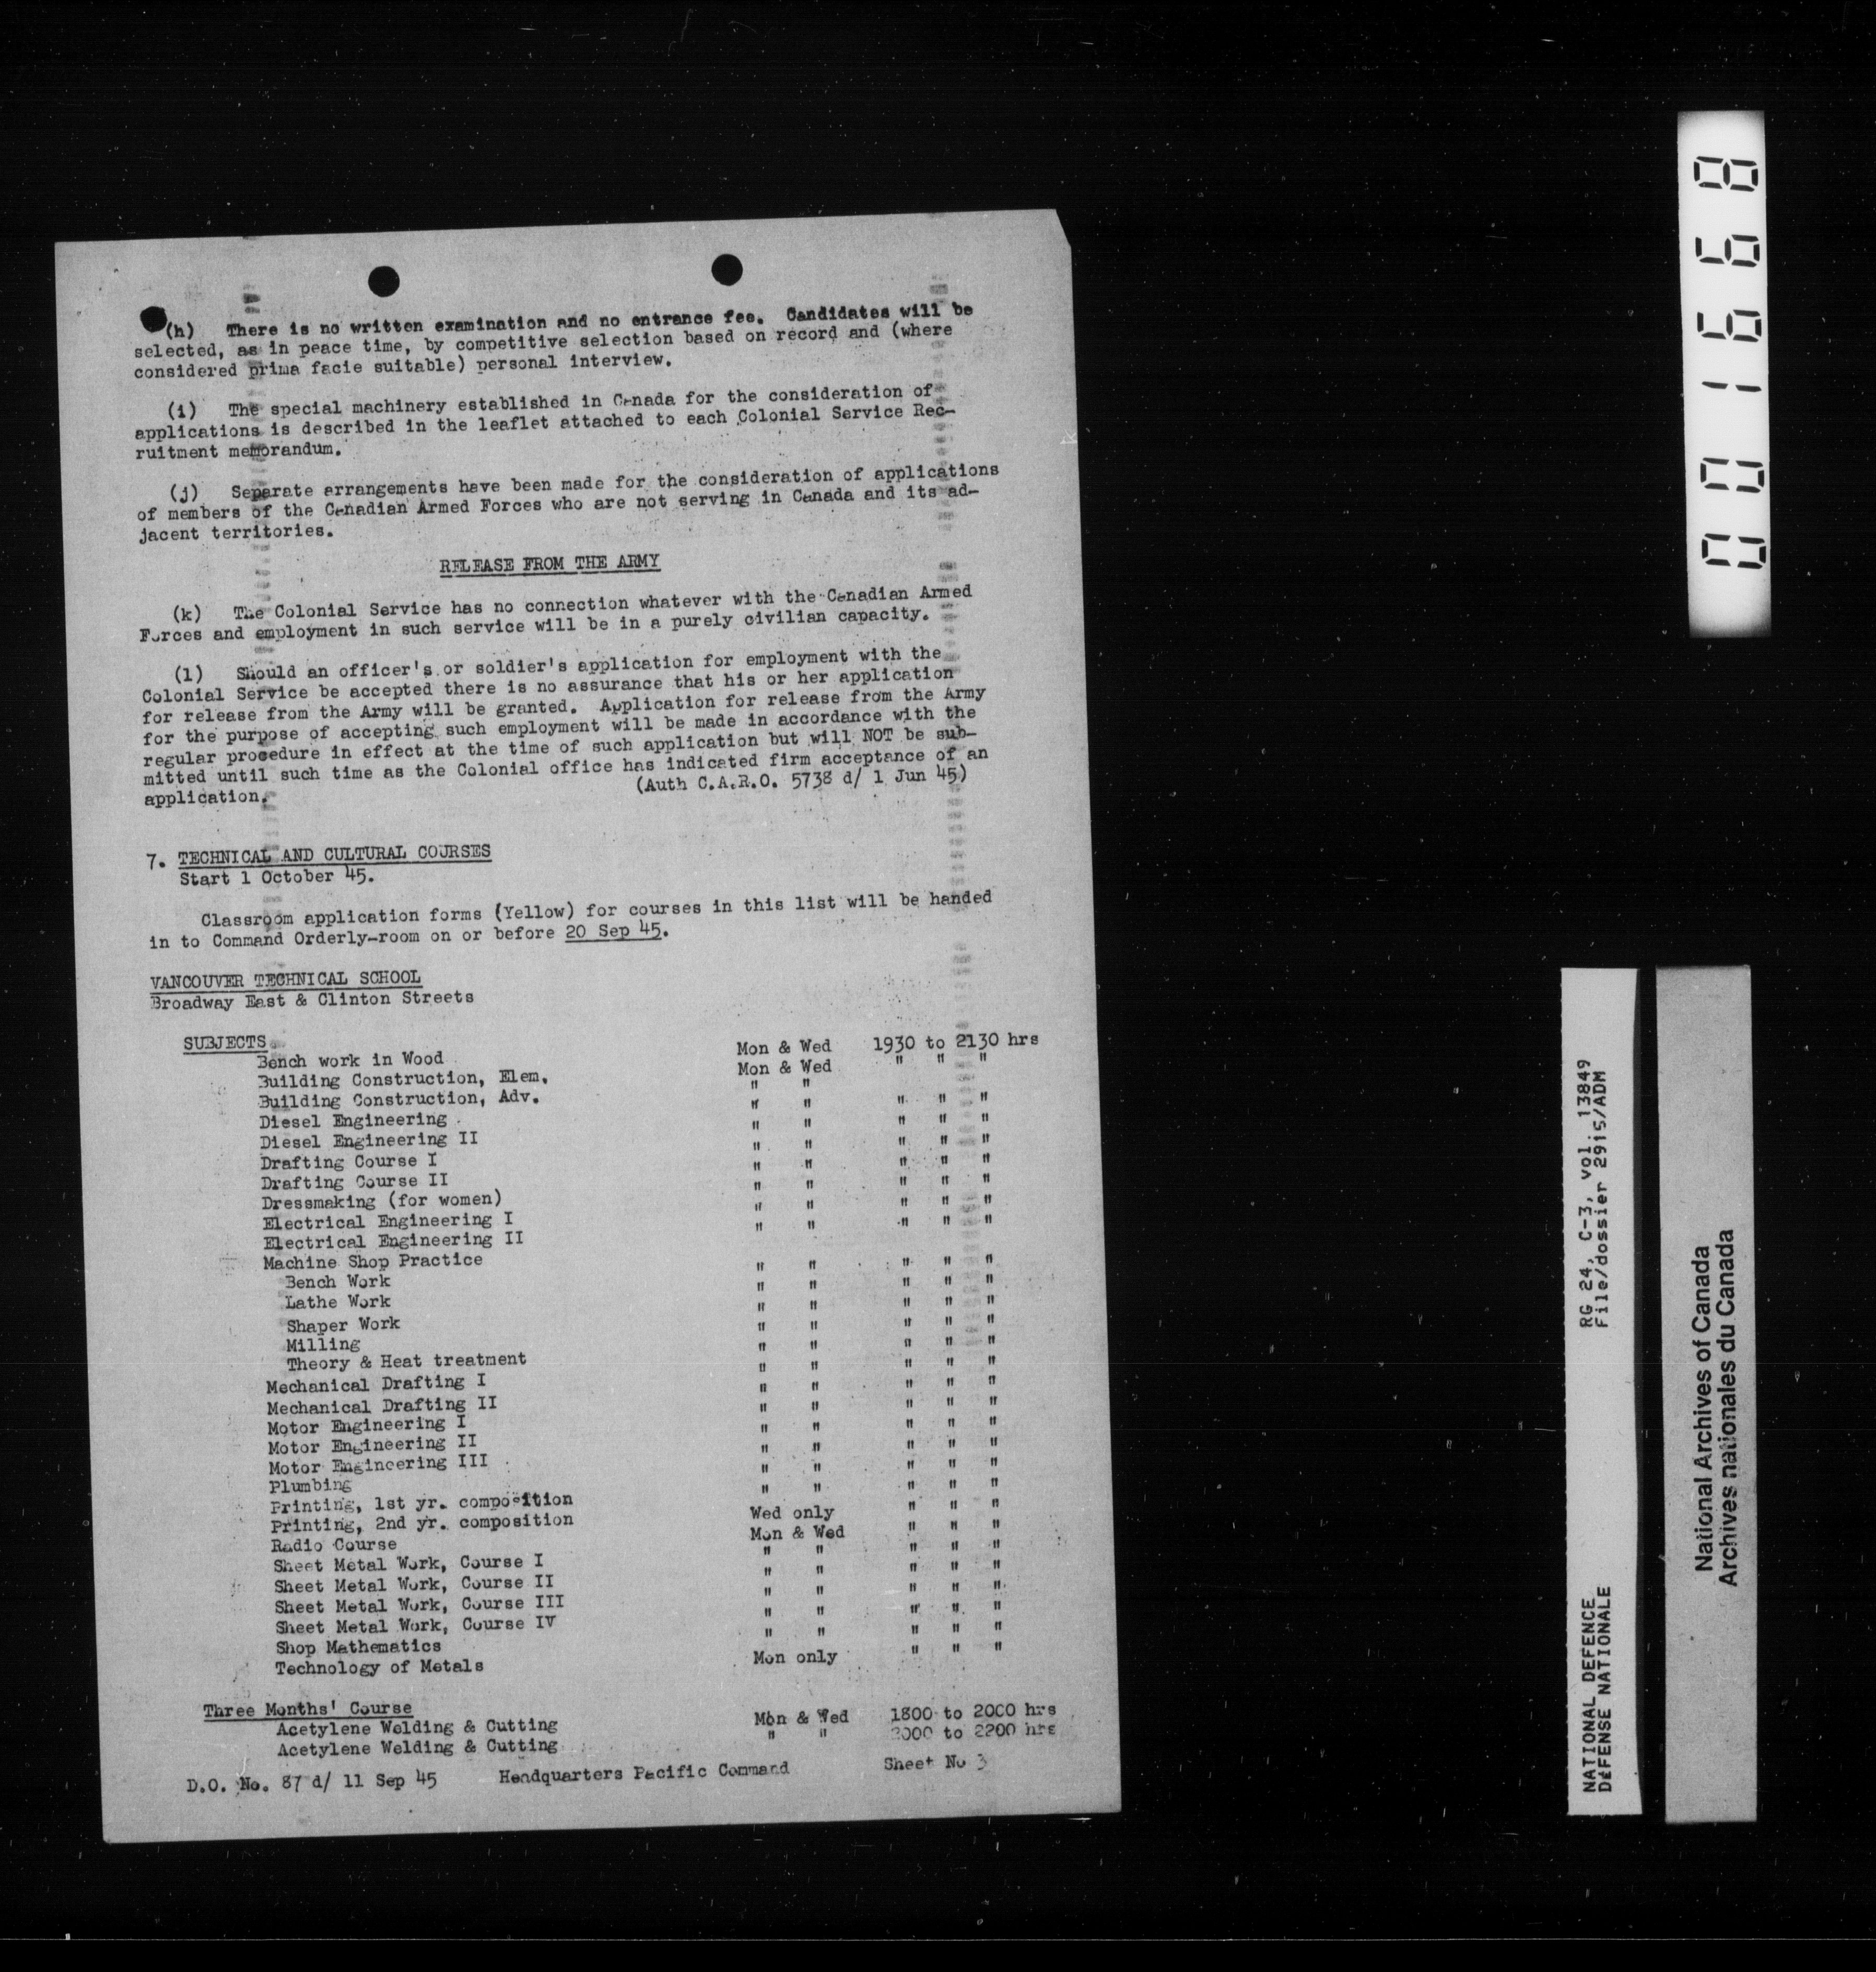 (h) There is no written examination and no entrance fee. Candidates will be
selected, as in peace time, by competitive selection based on record and (where
considered prima facie suitable) personal interview.
(i) The special machinery established in Canada for the consideration of
applications is described in the leaflet attached to each Colonial Service Rec-
ruitment memorandum.
(j) Separate arrangements have been made for the consideration of applications
of members of the Canadian Armed Forces who are not serving in Canada and its ad-
jacent territories.
RELEASE FROM THE ARMY
(k) The Colonial Service has no connection whatever with the Canadian Armed
Forces and employment in such service will be in a purely civilian capacity.
(l) Should an officer's or soldier's application for employment with the
Colonial Service be accepted there is no assurance that his or her application
for release from the Army will be granted. Application for release from the Army
for the purpose of accepting such employment will be made in accordance with the
regular procedure in effect at the time of such application but will NOT be sub-
mitted until such time as the Colonial office has indicated firm acceptance of an
application. (Auth C.A.R.O. 5738 d/ 1 Jun 45)
7. TECHNICAL AND CULTURAL COURSES
Start 1 October 45.
Classroom application forms (Yellow) for courses in this list will be handed
in to Command Orderly-room on or before 20 Sep 45.
VANCOUVER TECHNICAL SCHOOL
Broadway East & Clinton Streets
SUBJECTS
Bench work in Wood Mon & Wed 1930 to 2130 hrs
Building Construction, Elem. Mon & Wed " " "
Building Construction, Adv. " "
Diesel Engineering " " " " "
Diesel Engineering II " " " " "
Drafting Course I " " " " "
Drafting Course II " " " " "
Dressmaking (for women) " " " " "
Electrical Engineering I " " " " "
Electrical Engineering II " " " " "
Machine Shop Practice
Bench Work " " " " "
Lathe Work " " " " "
Shaper Work " " " " "
Milling " " " " "
Theory & Heat treatment " " " " "
Mechanical Drafting I " " " " "
Mechanical Drafting II " " " " "
Motor Engineering I " " " " "
Motor Engineering II " " " " "
Motor Engineering III " " " " "
Plumbing " " " " "
Printing, 1st yr. composition " " " " "
Printing, 2nd yr. composition Wed only " " "
Radio Course Mon & Wed " " "
Sheet Metal Work, Course I " " " " "
Sheet Metal Work, Course II " " " " "
Sheet Metal Work, Course III " " " " "
Sheet Metal Work, Course IV " " " " "
Shop Mathematics " " " " "
Technology of Metals Mon only " " "
Three Months' Course
Acetylene Welding & Cutting Mon & Wed 1800 to 2000 hrs
Acetylene Welding & Cutting " " 2000 to 2200 hrs
D.O. No. 87 d/ 11 Sep 45 Headquarters Pacific Command Sheet No 3
001668
RG 24, C-3, vol. 13849
File/dossier 29is/ADM
NATIONAL DEFENCE
DÉFENSE NATIONALE
National Archives of Canada
Archives nationales du Canada